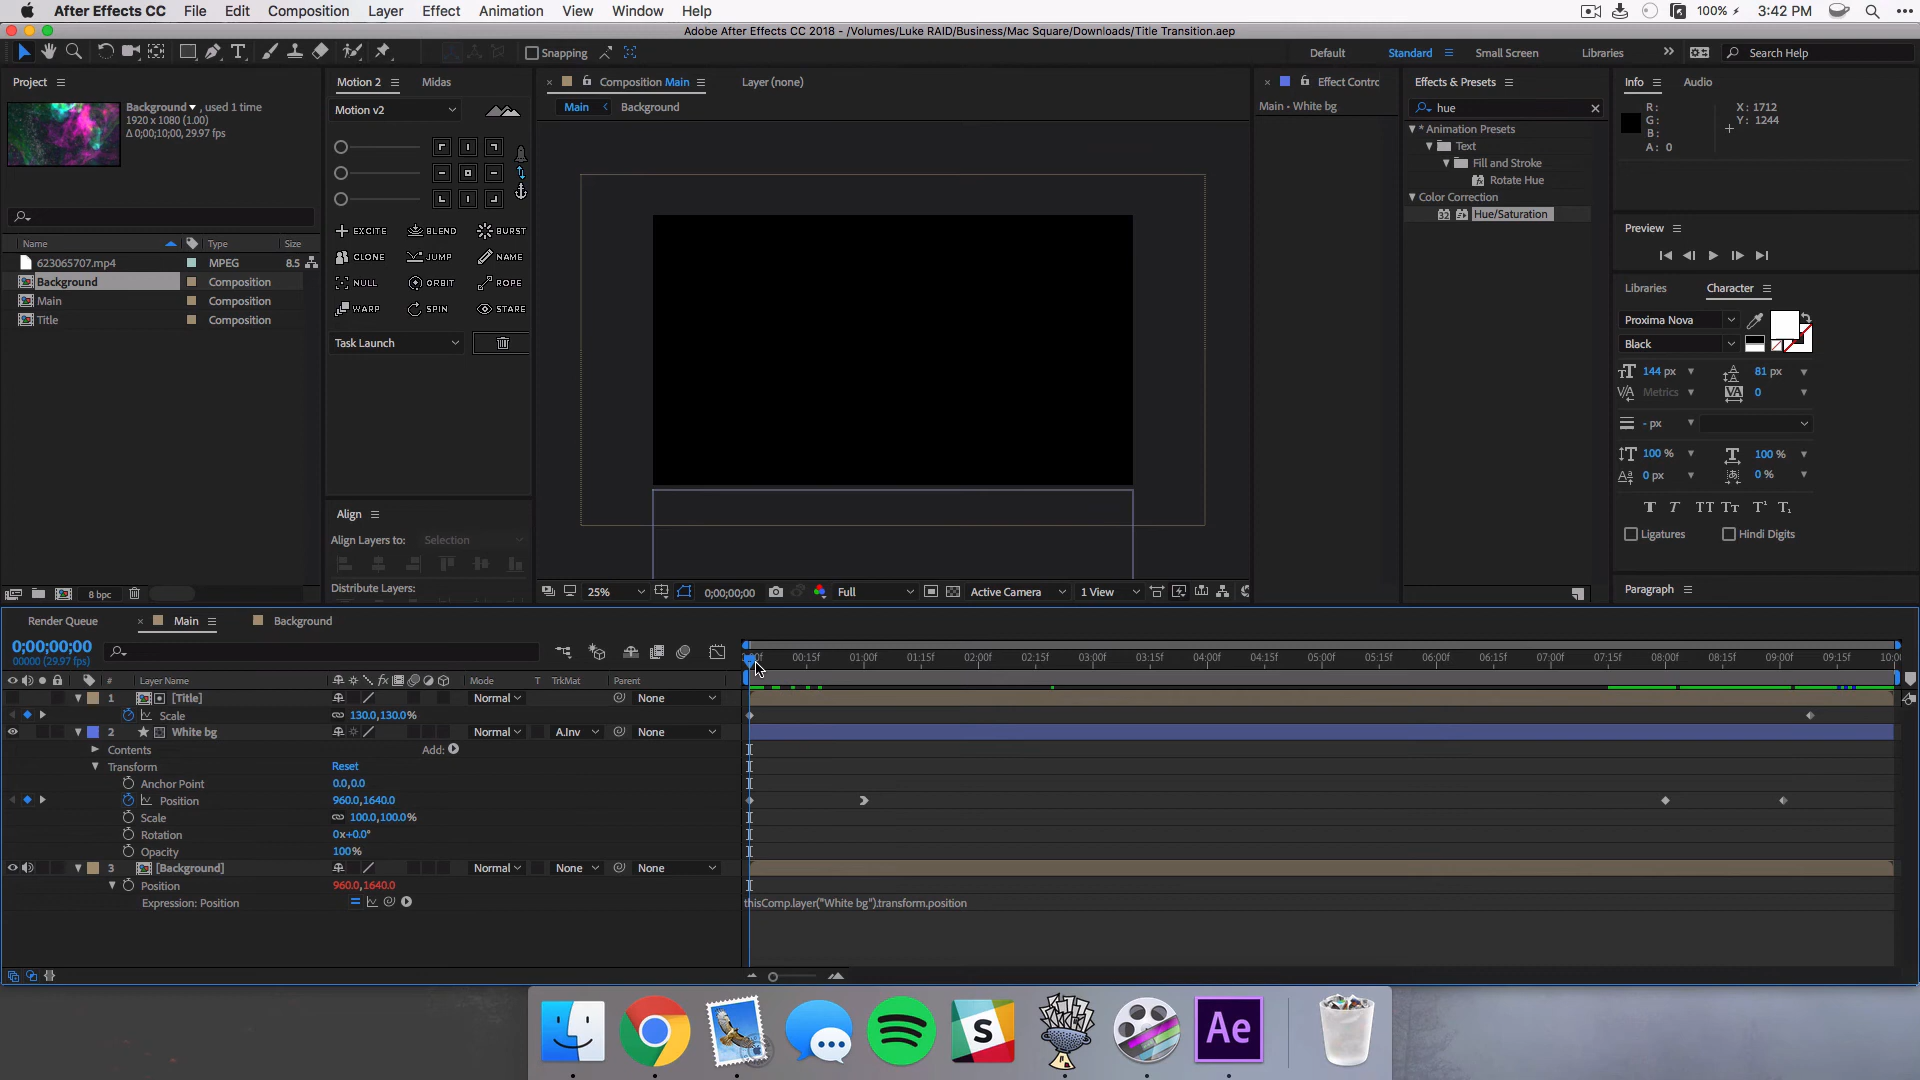 After Effects CC File Edit Composition Layer Effect Animation View Window Help 100% 3:42 PM
Adobe After Effects CC 2018 - /Volumes/Luke RAID/Business/Mac Square/Downloads/Title Transition.aep
Snapping Default Standard Small Screen Libraries Search Help
Project Motion 2 Midas Composition Main Layer (none) Effect Contrc Effects & Presets Info Audio
Background, used 1 time
1920 x 1080 (1.00)
Δ 0;00;10;00, 29.97 fps
Motion v2 Main Background Main - White bg hue
R: X: 1712
G: Y: 1244
B:
A: 0
* Animation Presets
Text
Fill and Stroke
Rotate Hue
Color Correction
32 Hue/Saturation
Name Type Size
623065707.mp4 MPEG 8.5
Background Composition
Main Composition
Title Composition
EXCITE BLEND BURST
CLONE JUMP NAME
NULL ORBIT ROPE
WARP SPIN STARE
Task Launch
Preview
Libraries Character
Proxima Nova
Black
144 px 81 px
Metrics 0
- px
100 % 100 %
0 px 0 %
Ligatures Hindi Digits
Paragraph
Align
Align Layers to: Selection
Distribute Layers:
8 bpc 25% 0;00;00;00 Full Active Camera 1 View
Render Queue Main Background
0;00;00;00
00000 (29.97 fps)
00f 00:15f 01:00f 01:15f 02:00f 02:15f 03:00f 03:15f 04:00f 04:15f 05:00f 05:15f 06:00f 06:15f 07:00f 07:15f 08:00f 08:15f 09:00f 09:15f 10:00
# Layer Name Mode T TrkMat Parent
1 [Title] Normal None
Scale 130.0,130.0%
2 White bg Normal A.Inv None
Contents Add:
Transform Reset
Anchor Point 0.0,0.0
Position 960.0,1640.0
Scale 100.0,100.0%
Rotation 0x+0.0°
Opacity 100%
3 [Background] Normal None None
Position 960.0,1640.0
Expression: Position thisComp.layer("White bg").transform.position
S Ae